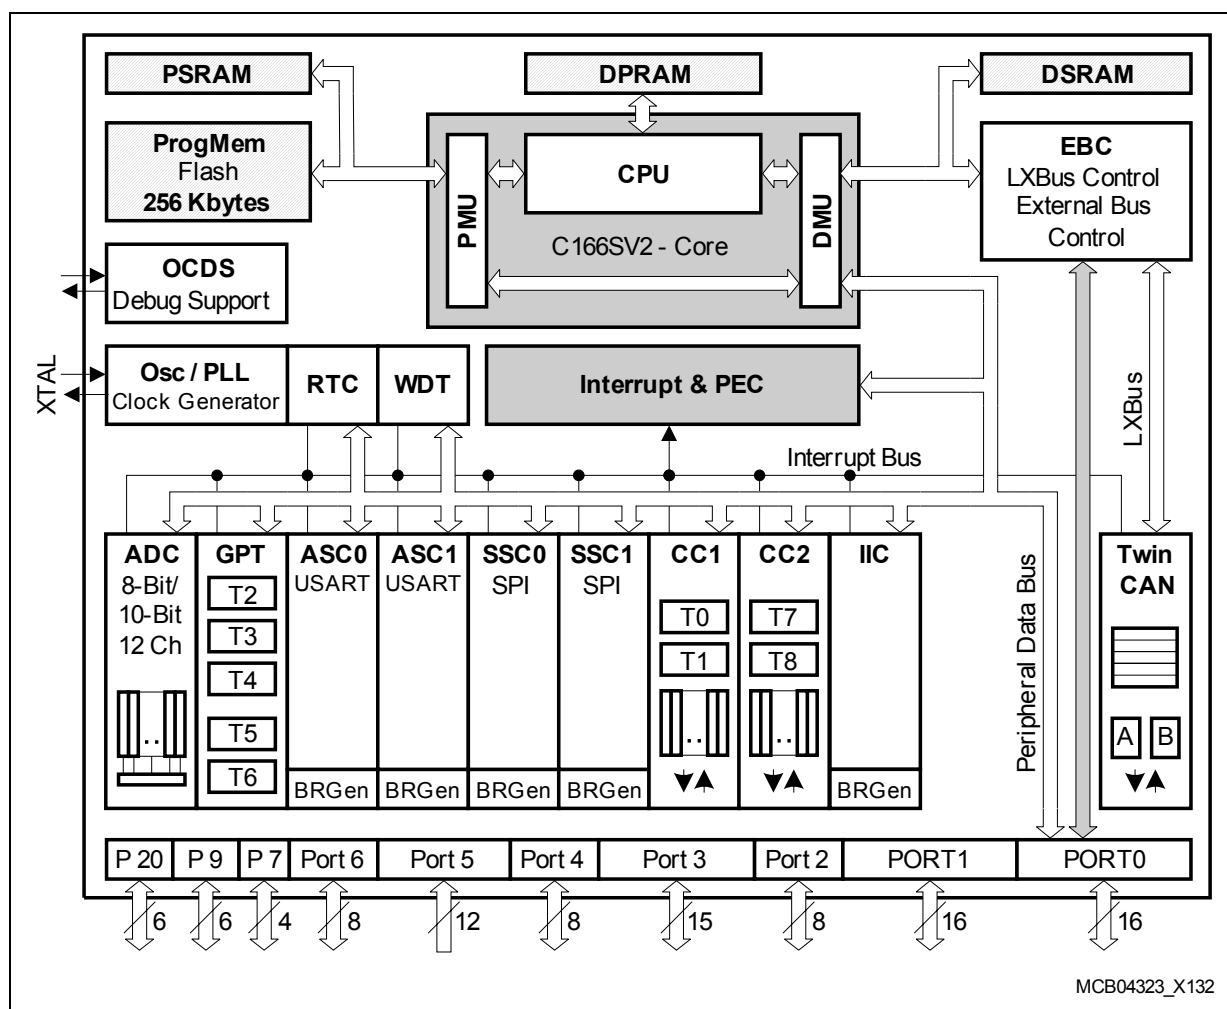 PSRAM
DPRAM
DSRAM
ProgMem
Flash
256 Kbytes
PMU
CPU
DMU
C166SV2 - Core
EBC
LXBus Control
External Bus
Control
OCDS
Debug Support
XTAL
Osc / PLL
Clock Generator
RTC
WDT
Interrupt & PEC
LXBus
Interrupt Bus
ADC
8-Bit/
10-Bit
12 Ch
..
GPT
T2
T3
T4
T5
T6
ASC0
USART
BRGen
ASC1
USART
BRGen
SSC0
SPI
BRGen
SSC1
SPI
BRGen
CC1
T0
T1
..
CC2
T7
T8
..
IIC
BRGen
Peripheral Data Bus
Twin
CAN
A B
P 20 P 9 P 7 Port 6 Port 5 Port 4 Port 3 Port 2 PORT1 PORT0
6 6 4 8 12 8 15 8 16 16
MCB04323_X132